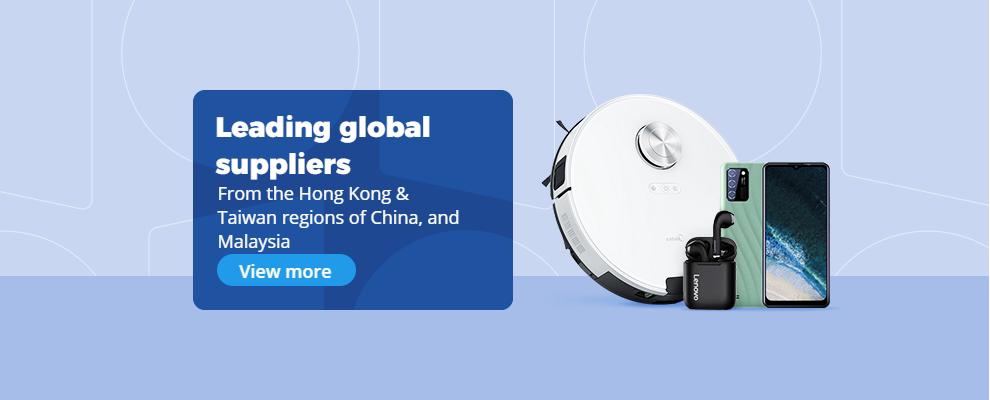 Leading global
suppliers
From the Hong Kong &
Taiwan regions of China, and
Malaysia
View more
Lenovo